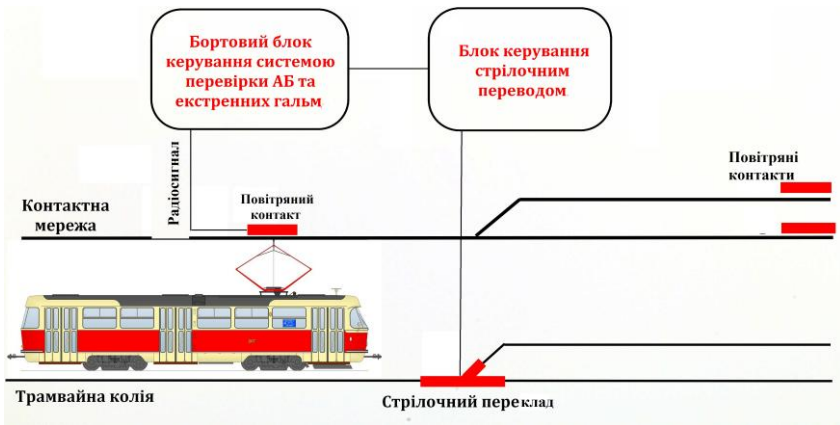 Бортовий блок
керування системою
перевірки АБ та
екстренних гальм
Блок керування
стрілочним
переводом
Радіосигнал
Повітряний
контакт
Повітряні
контакти
Контактна
мережа
Трамвайна колія
Стрілочний переклад